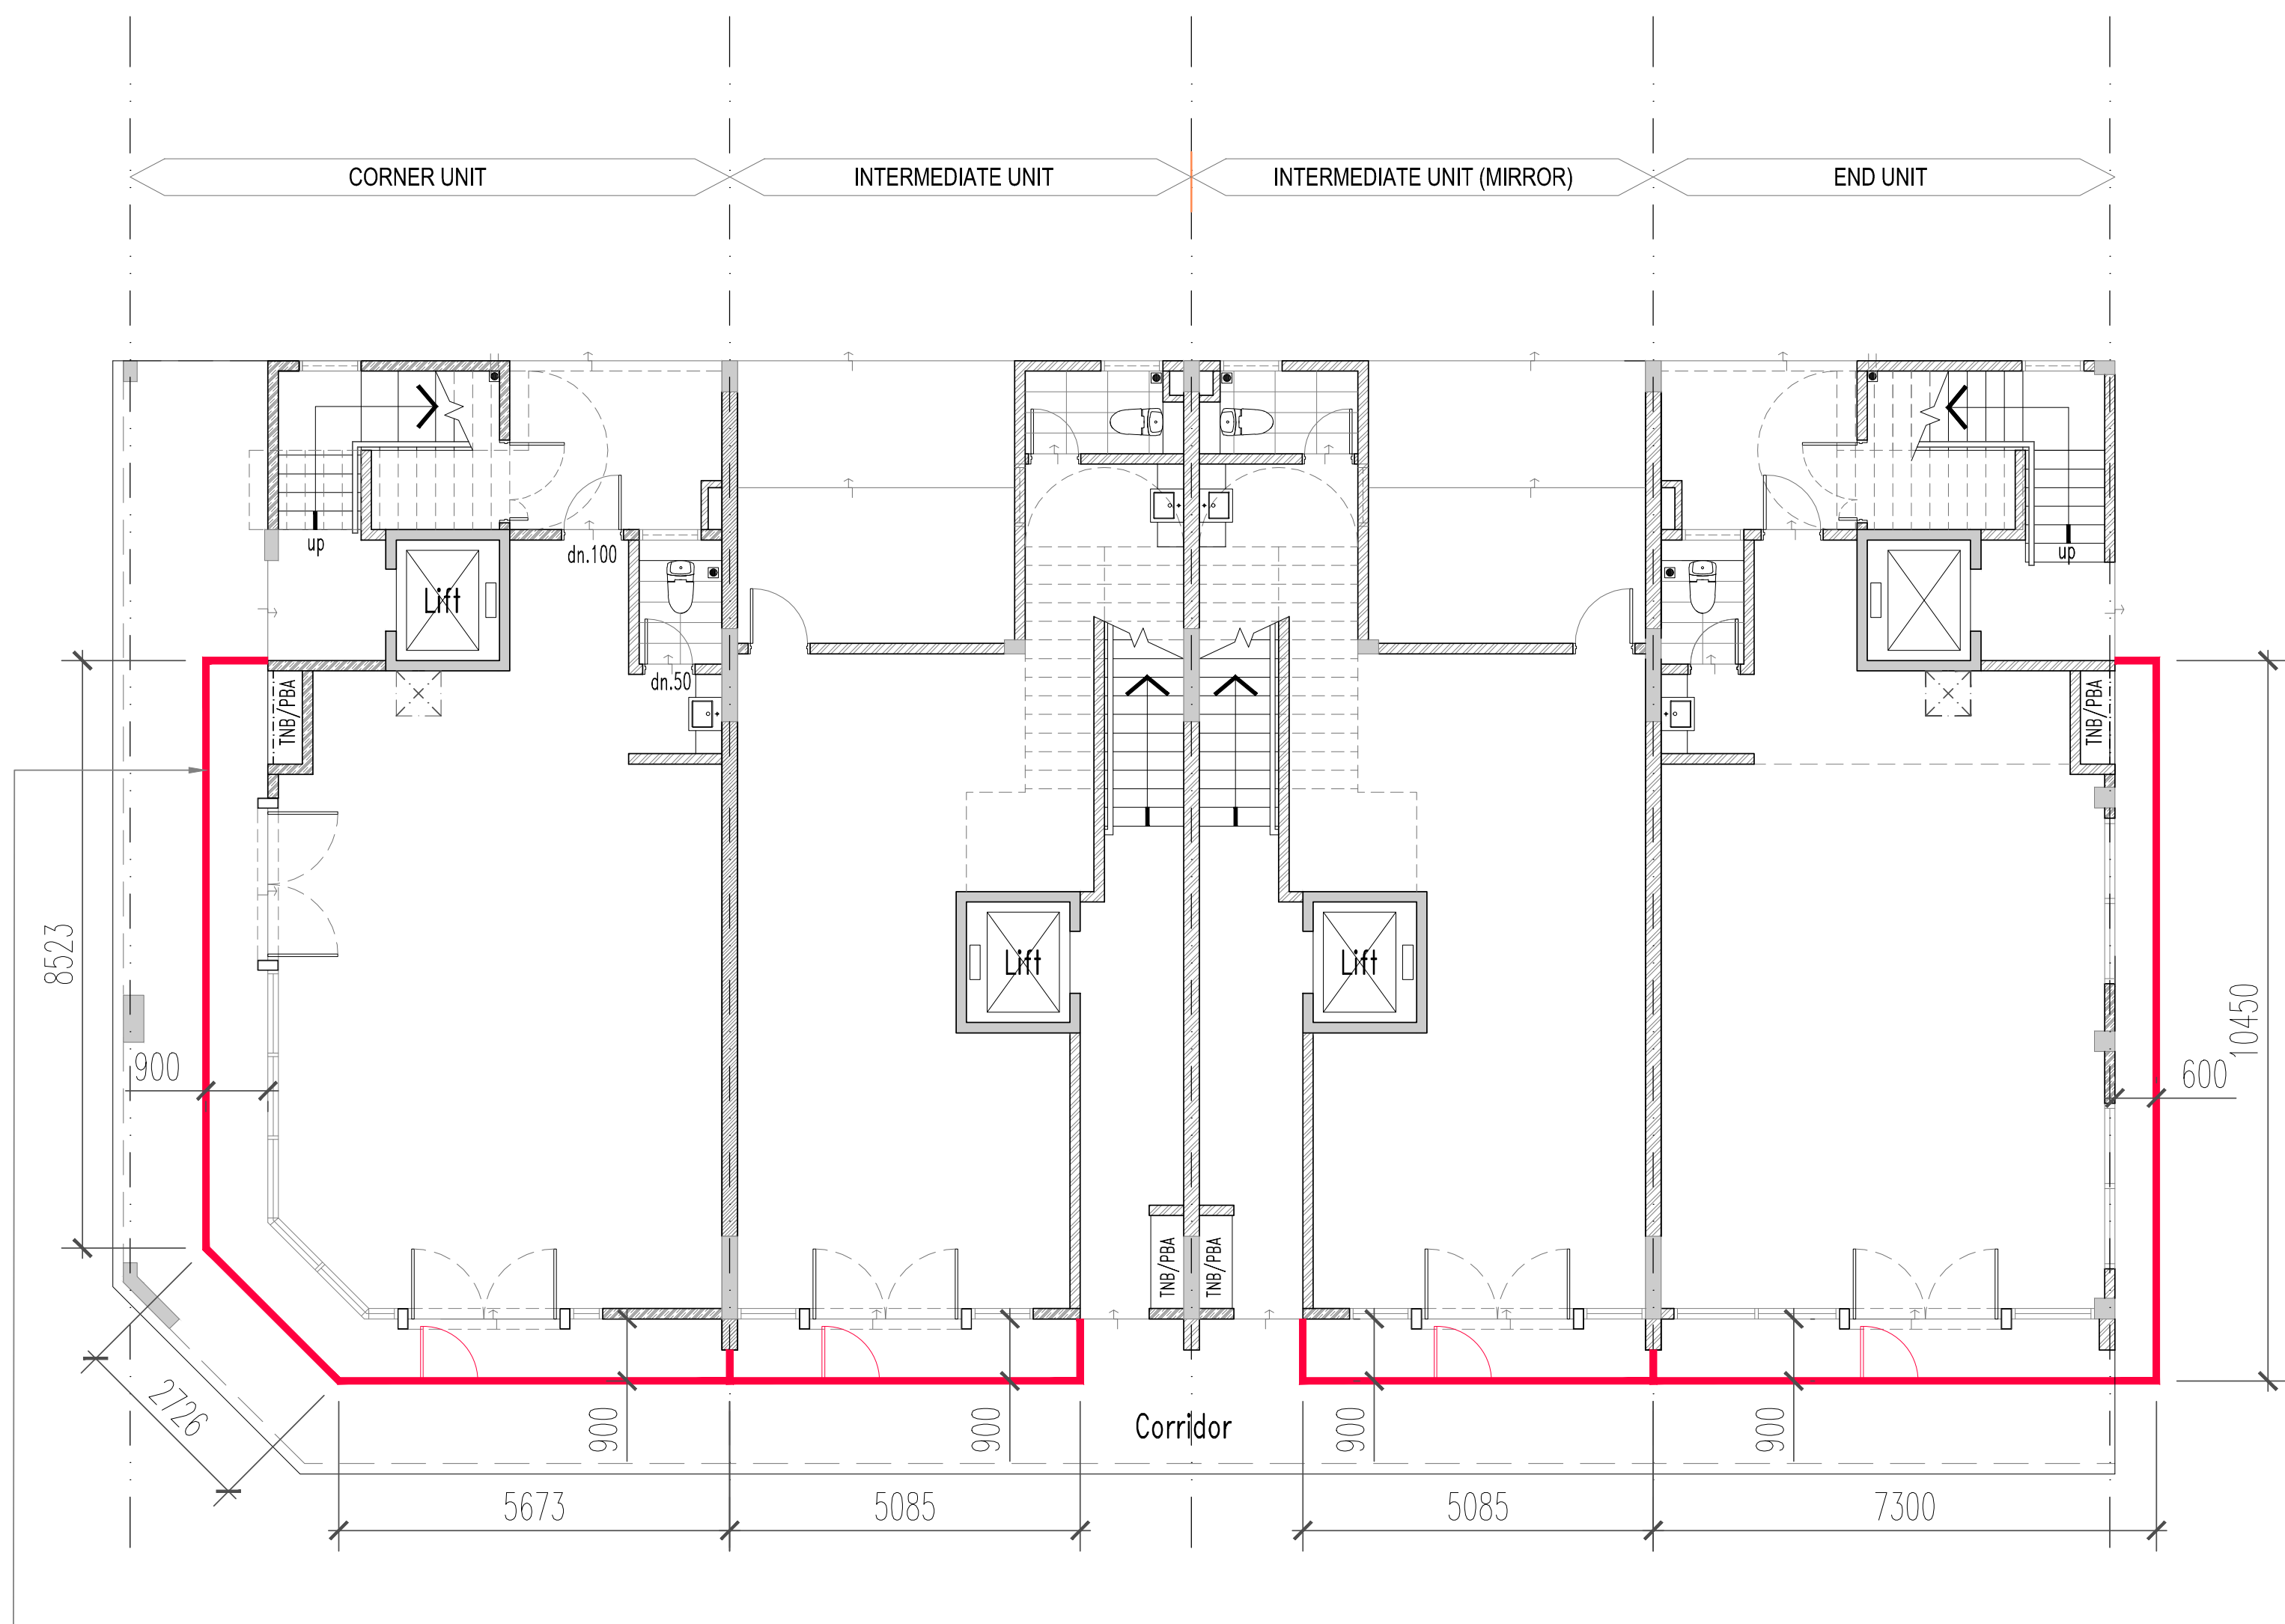 CORNER UNIT
INTERMEDIATE UNIT
INTERMEDIATE UNIT (MIRROR)
END UNIT
up
dn.100
up
Lift
dn.50
TNB/PBA
TNB/PBA
8523
Lift
Lift
10450
900
600
TNB/PBA
TNB/PBA
2726
900
900
Corridor
900
900
5673
5085
5085
7300